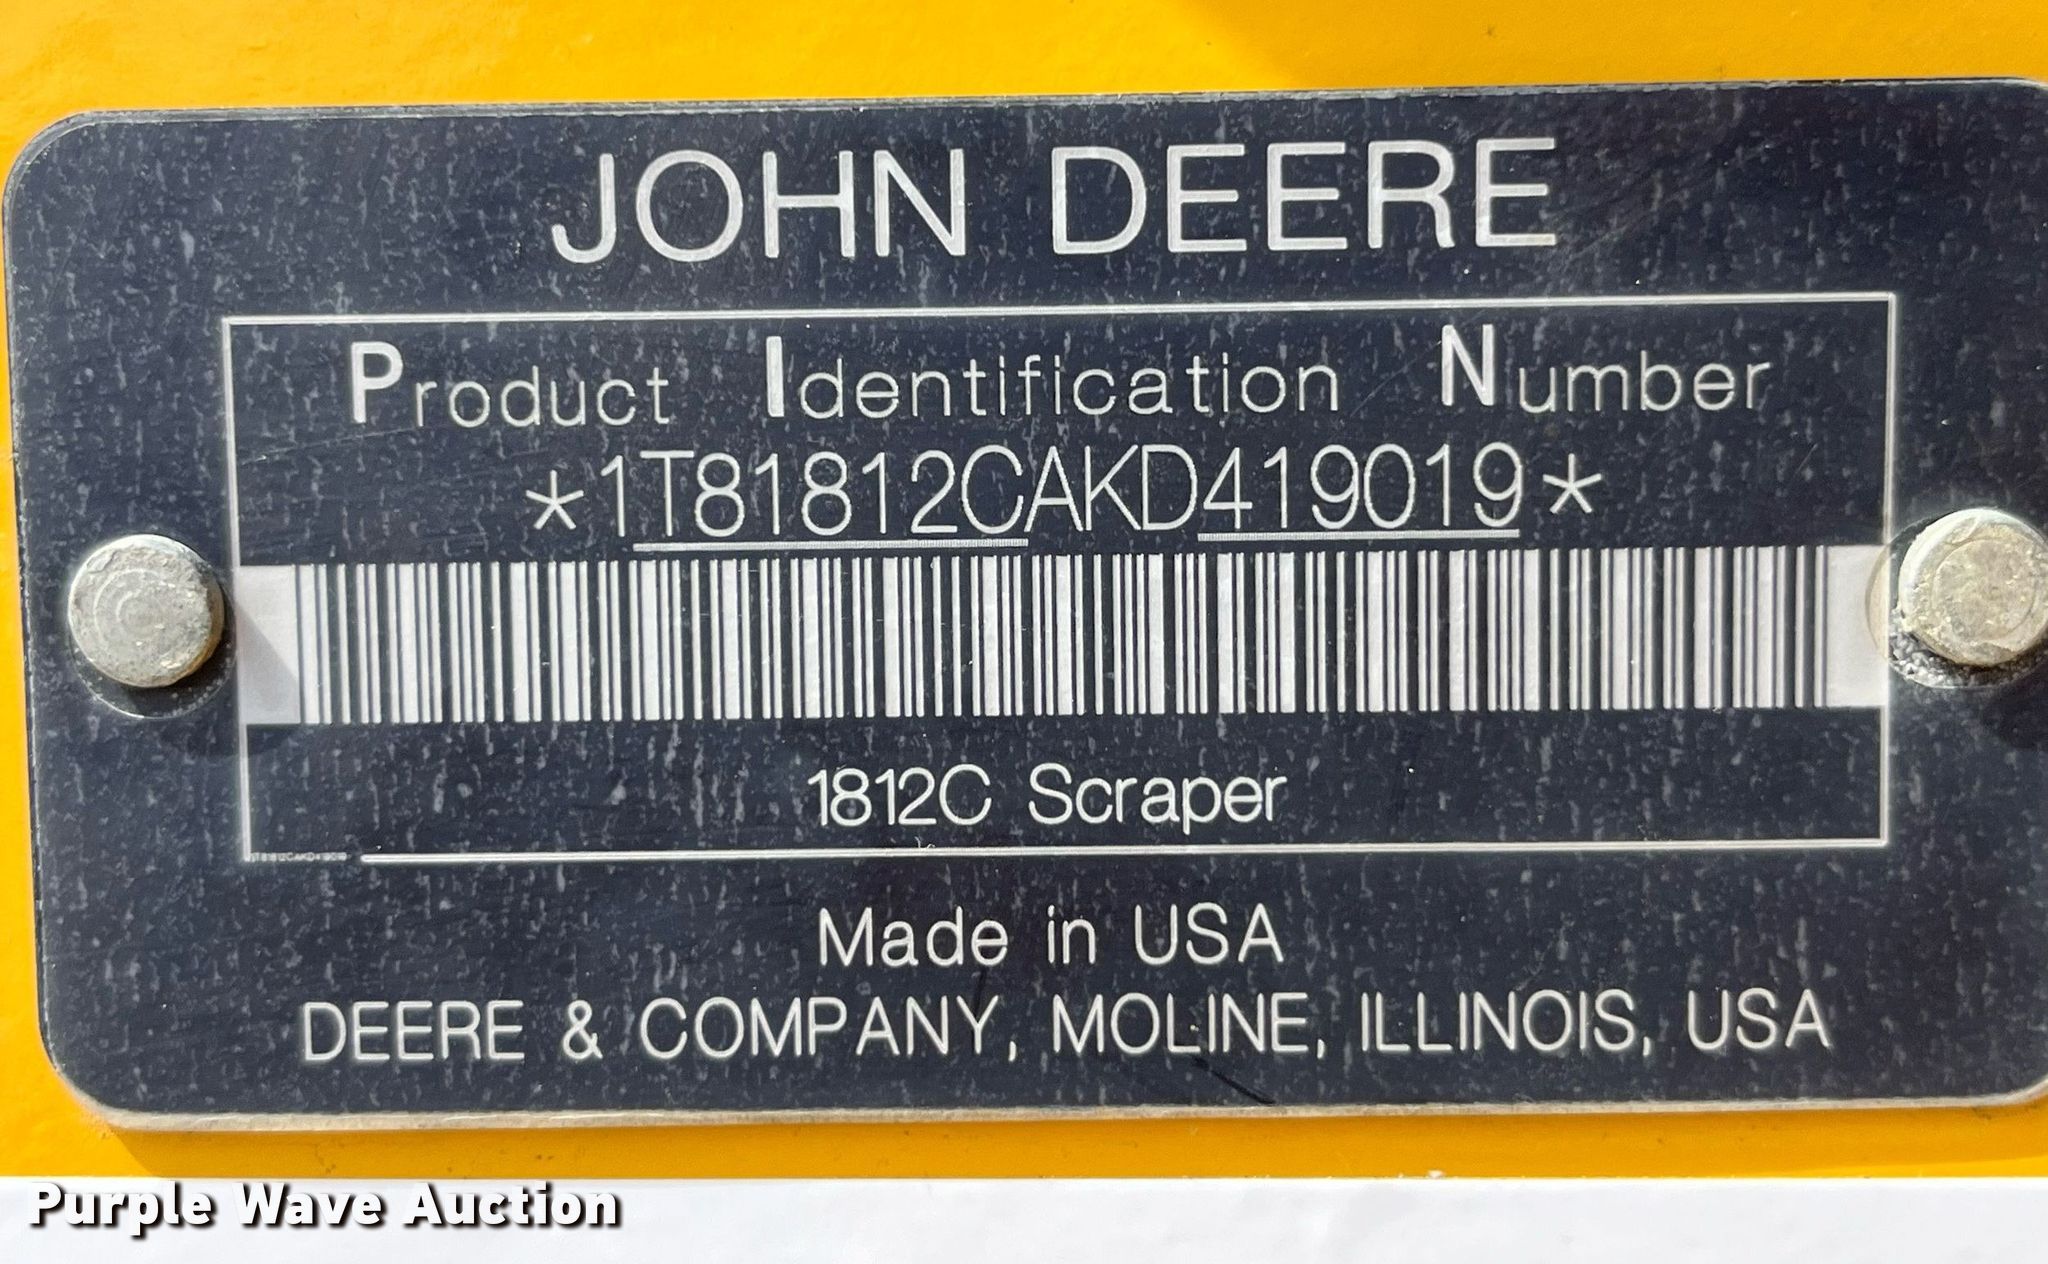 JOHN DEERE
Product Identification Number
*1T81812CAKD419019*
1812C Scraper
Made in USA
DEERE & COMPANY, MOLINE, ILLINOIS, USA
Purple Wave Auction